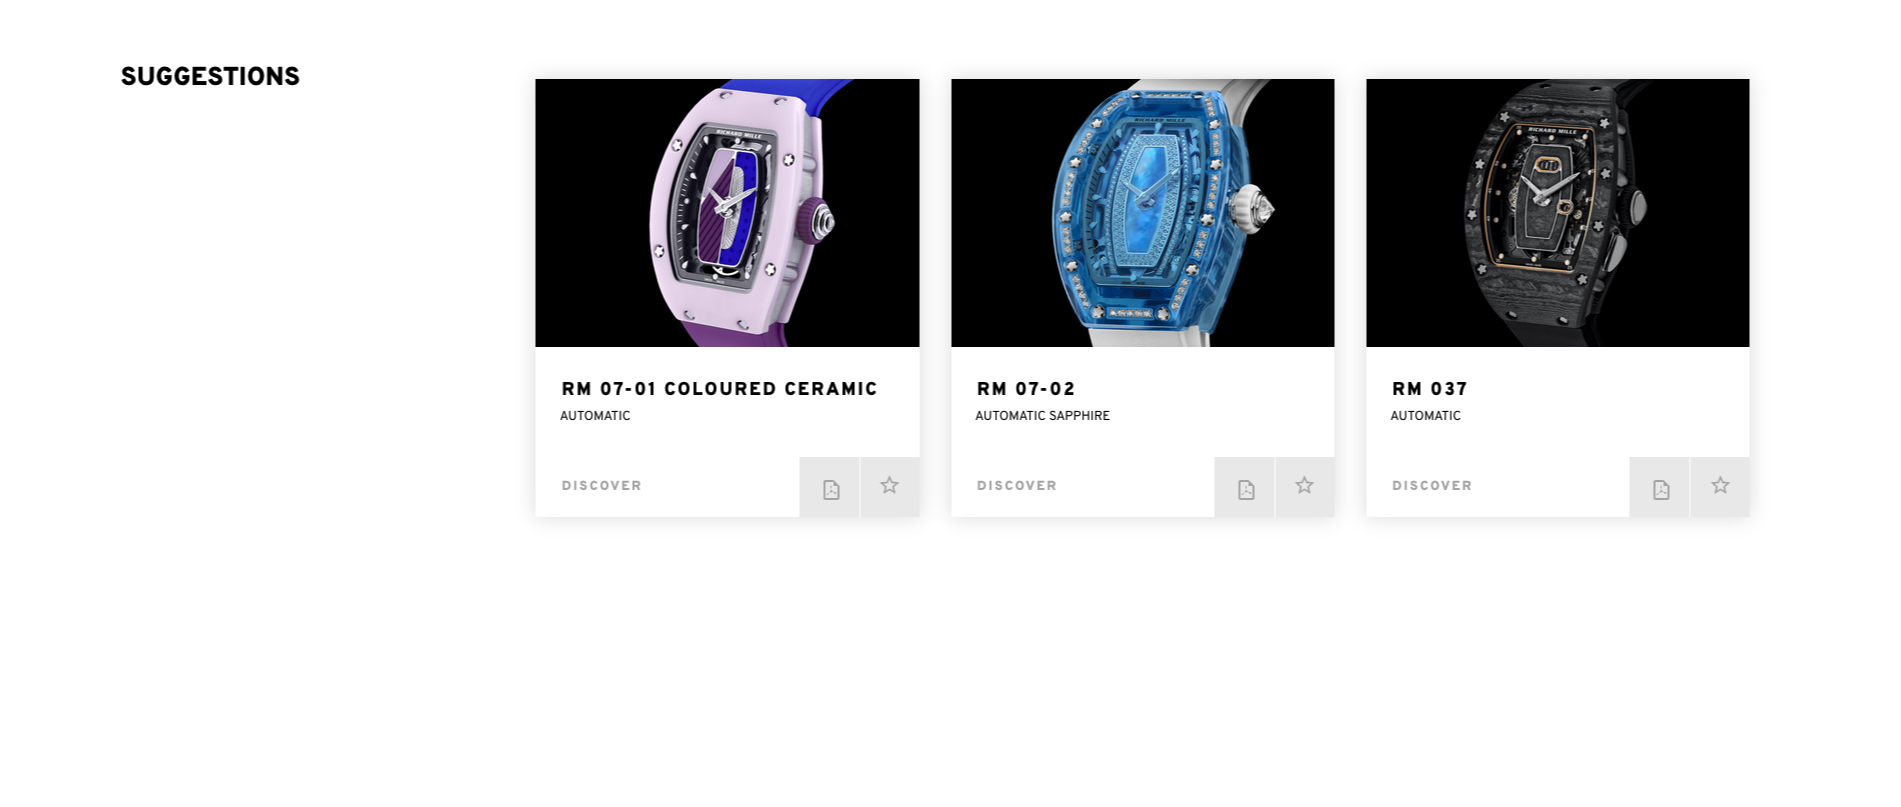 SUGGESTIONS
RICHARD MILLE
RICHARD MILLE
RICHARD MILLE
RM 07-01 COLOURED CERAMIC
AUTOMATIC
DISCOVER
RM 07-02
AUTOMATIC SAPPHIRE
DISCOVER
RM 037
AUTOMATIC
DISCOVER